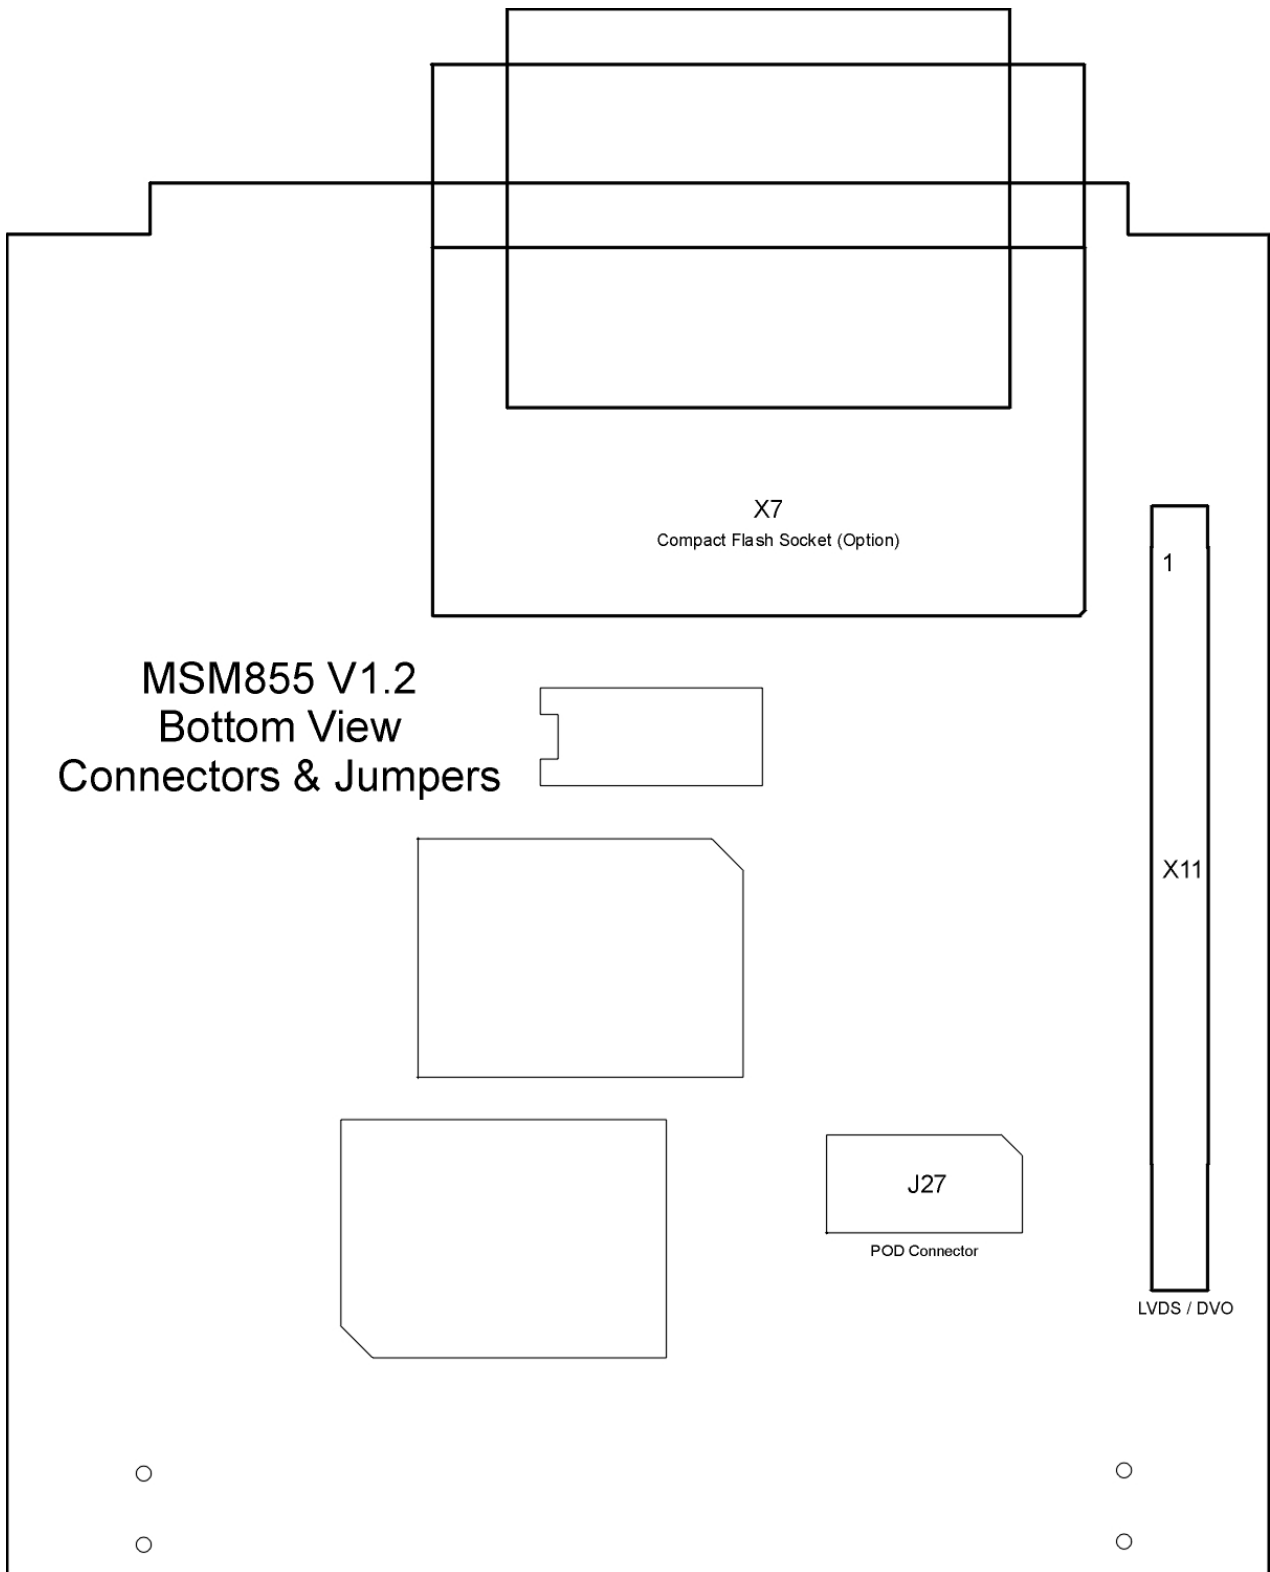 X7
Compact Flash Socket (Option)
1
MSM855 V1.2
Bottom View
Connectors & Jumpers
X11
J27
POD Connector
LVDS / DVO